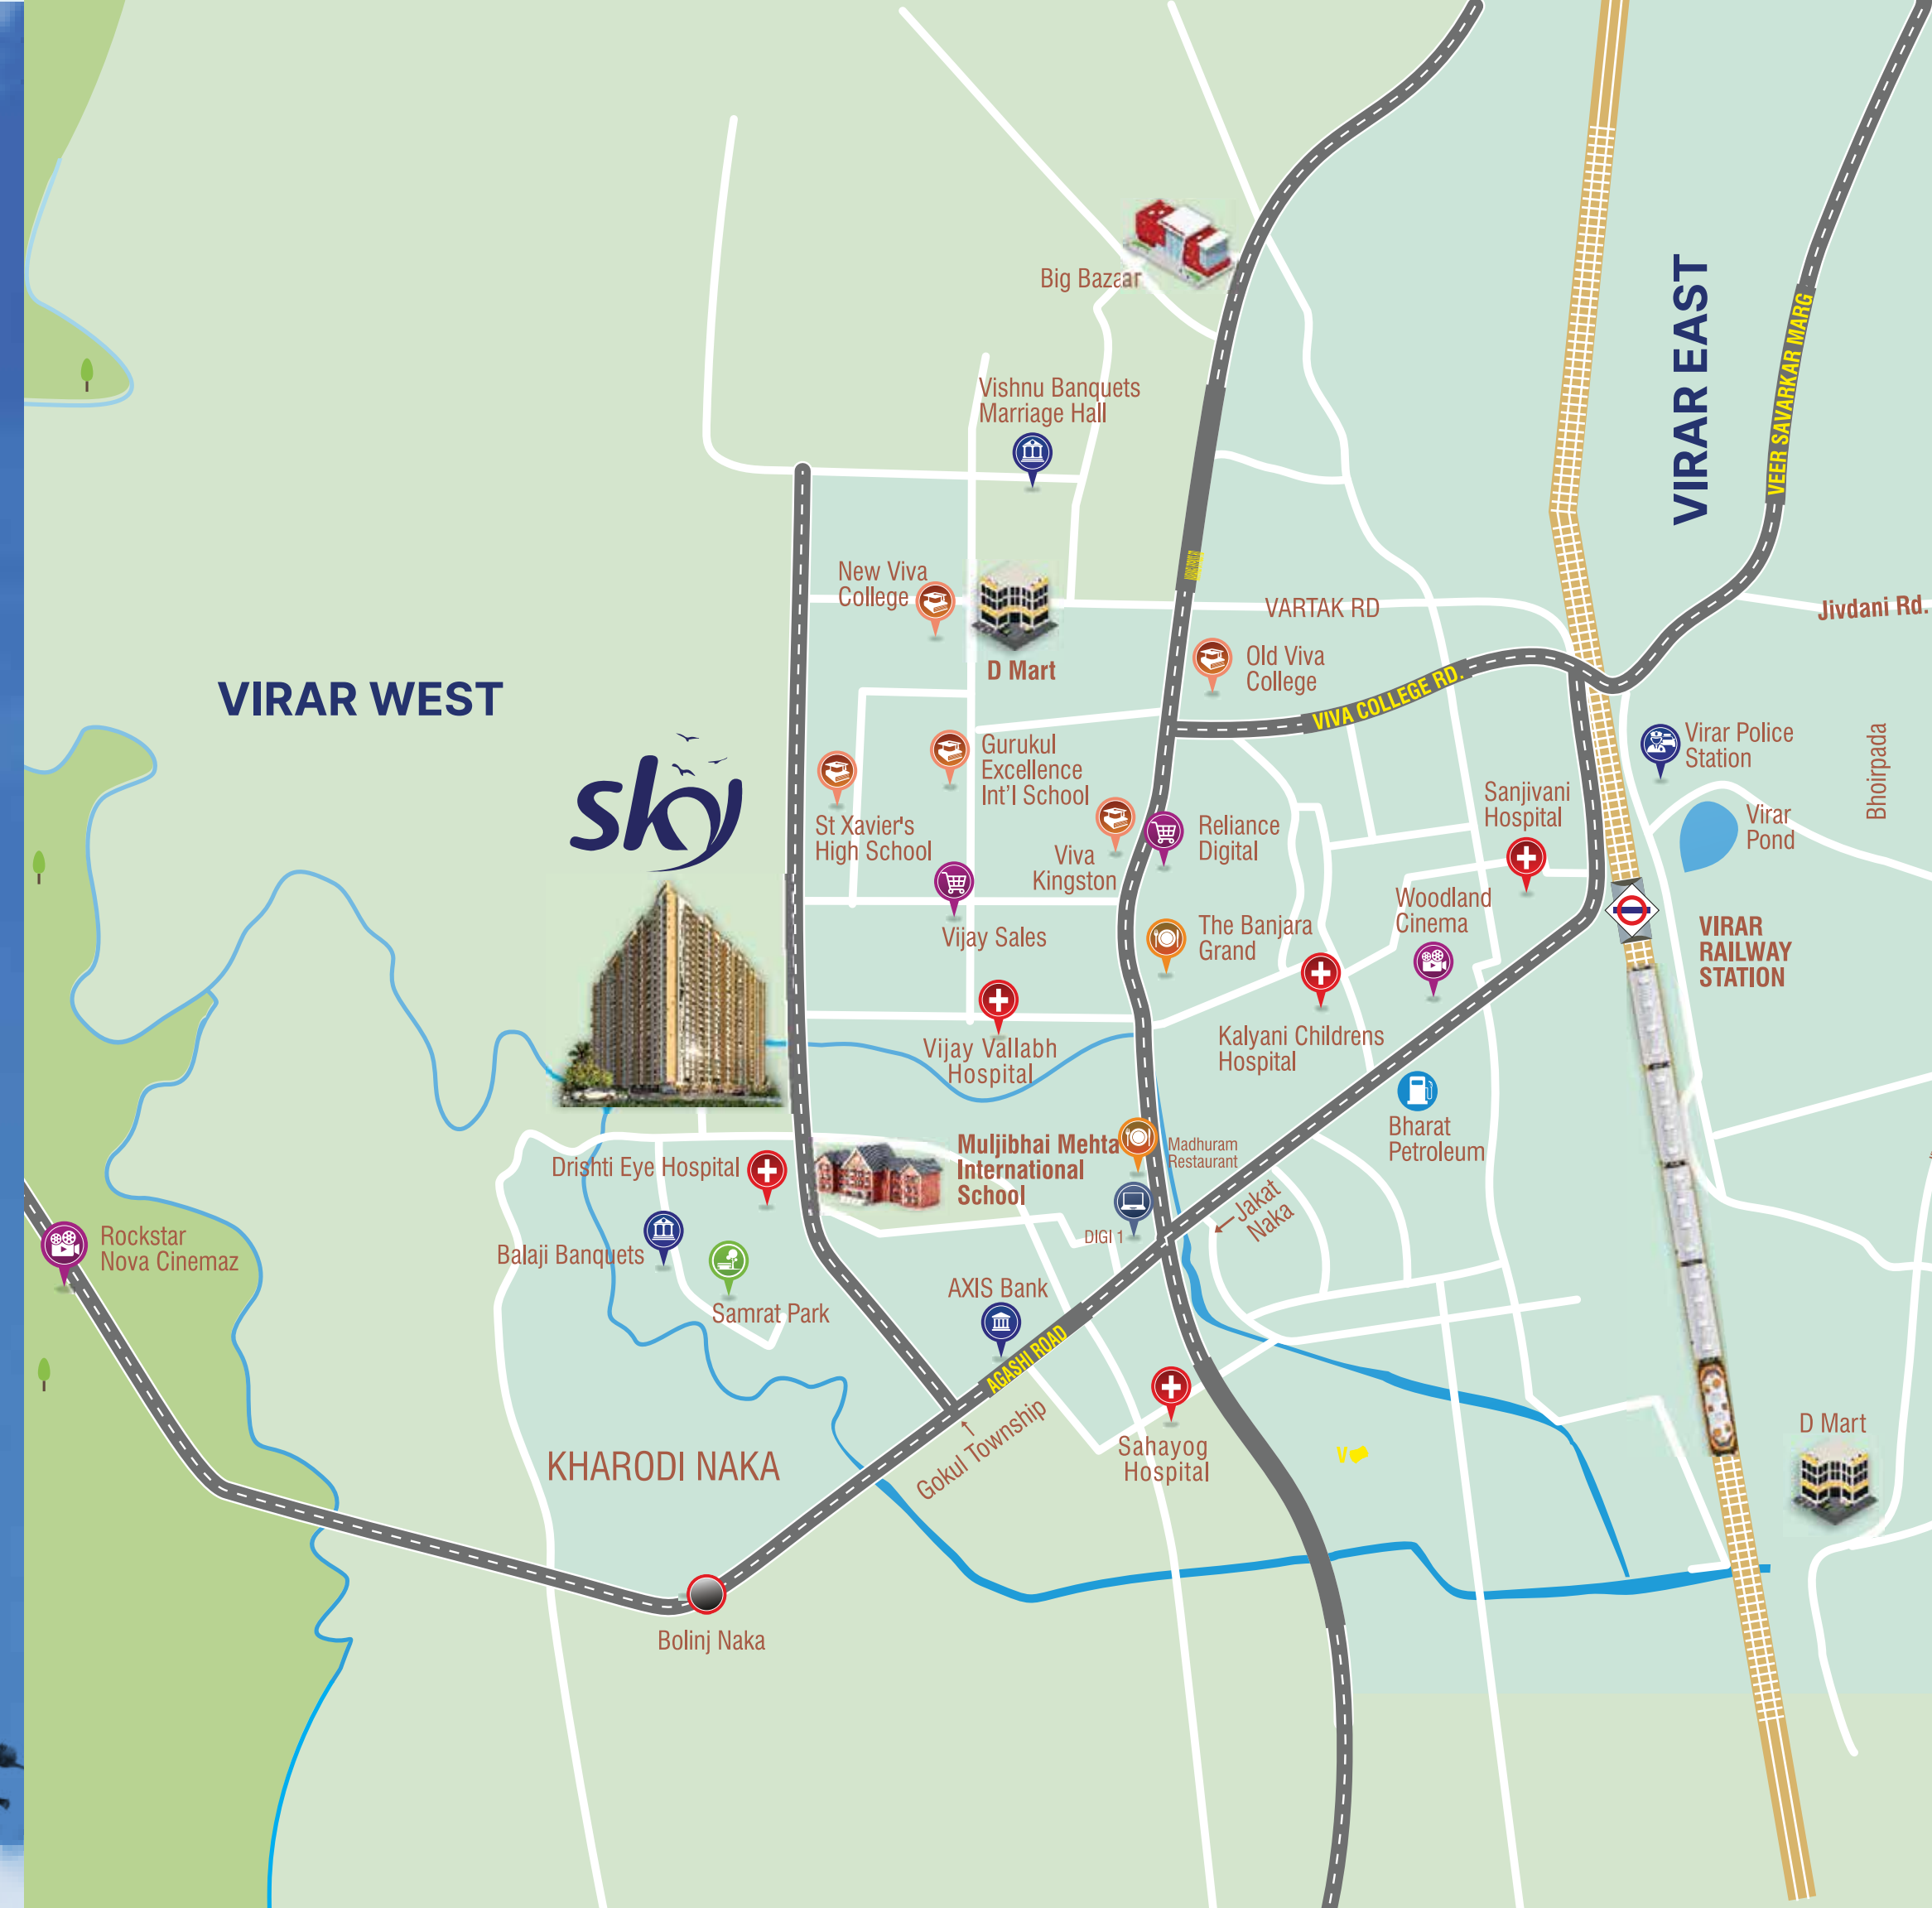 Big Bazaar
VIRAR EAST
VEER SAVARKAR MARG
Vishnu Banquets
Marriage Hall
New Viva
College
D Mart
VARTAK RD
Jivdani Rd.
Old Viva
College
VIVA COLLEGE RD.
VIRAR WEST
sky
Gurukul
Excellence
Int'l School
St Xavier's
High School
Viva
Kingston
Reliance
Digital
Sanjivani
Hospital
Virar Police
Station
Virar
Pond
Bhoirpada
Vijay Sales
The Banjara
Grand
Woodland
Cinema
VIRAR
RAILWAY
STATION
Vijay Vallabh
Hospital
Kalyani Childrens
Hospital
Bharat
Petroleum
Drishti Eye Hospital
Muljibhai Mehta
International
School
Madhuram
Restaurant
Jakat
Naka
DIGI 1
Rockstar
Nova Cinemaz
Balaji Banquets
Samrat Park
AXIS Bank
AGASHI ROAD
Gokul Township
KHARODI NAKA
Sahayog
Hospital
V
D Mart
Bolinj Naka